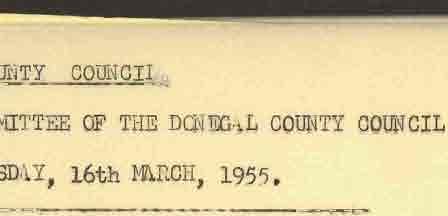 UNTY COUNCIL
MITTEE OF THE DONEGAL COUNTY COUNCIL
SDAY, 16th MARCH, 1955.